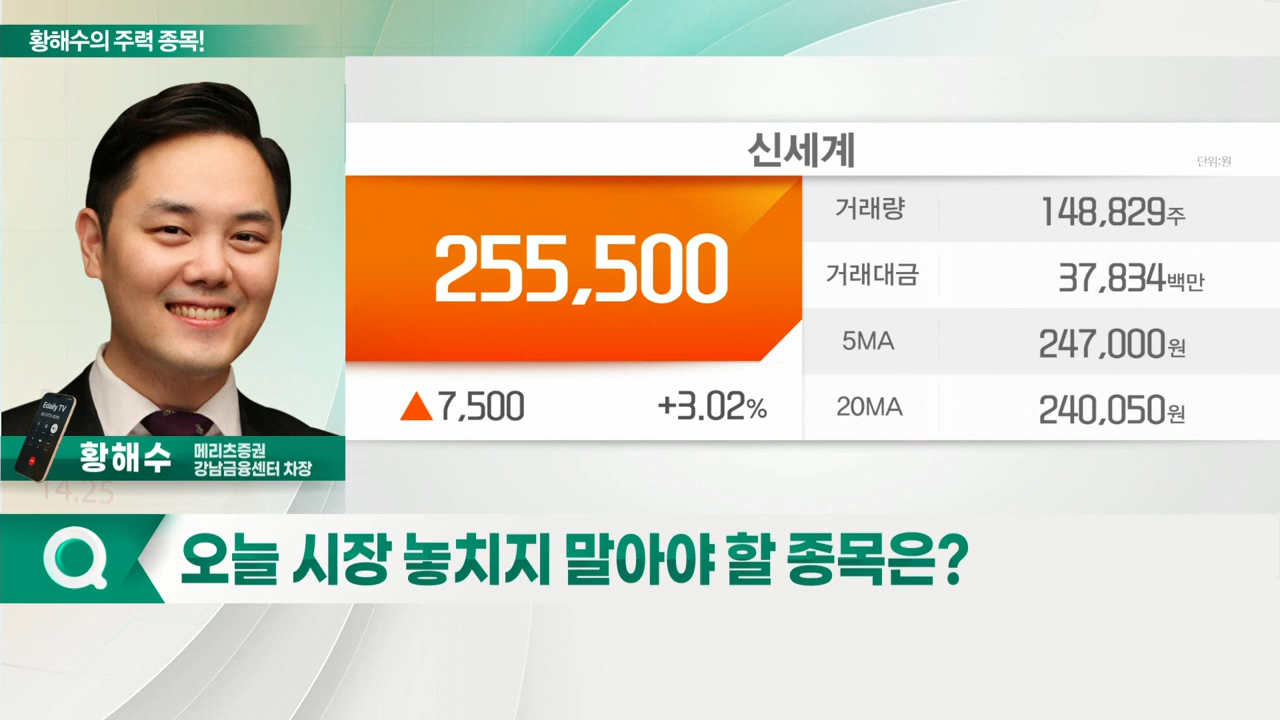 황해수의 주력 종목!
신세계
단위:원
255,500
▲7,500 +3.02%
거래량 148,829주
거래대금 37,834백만
5MA 247,000원
20MA 240,050원
Edaily TV
황해수
메리츠증권
강남금융센터 차장
14.25
Q
오늘 시장 놓치지 말아야 할 종목은?